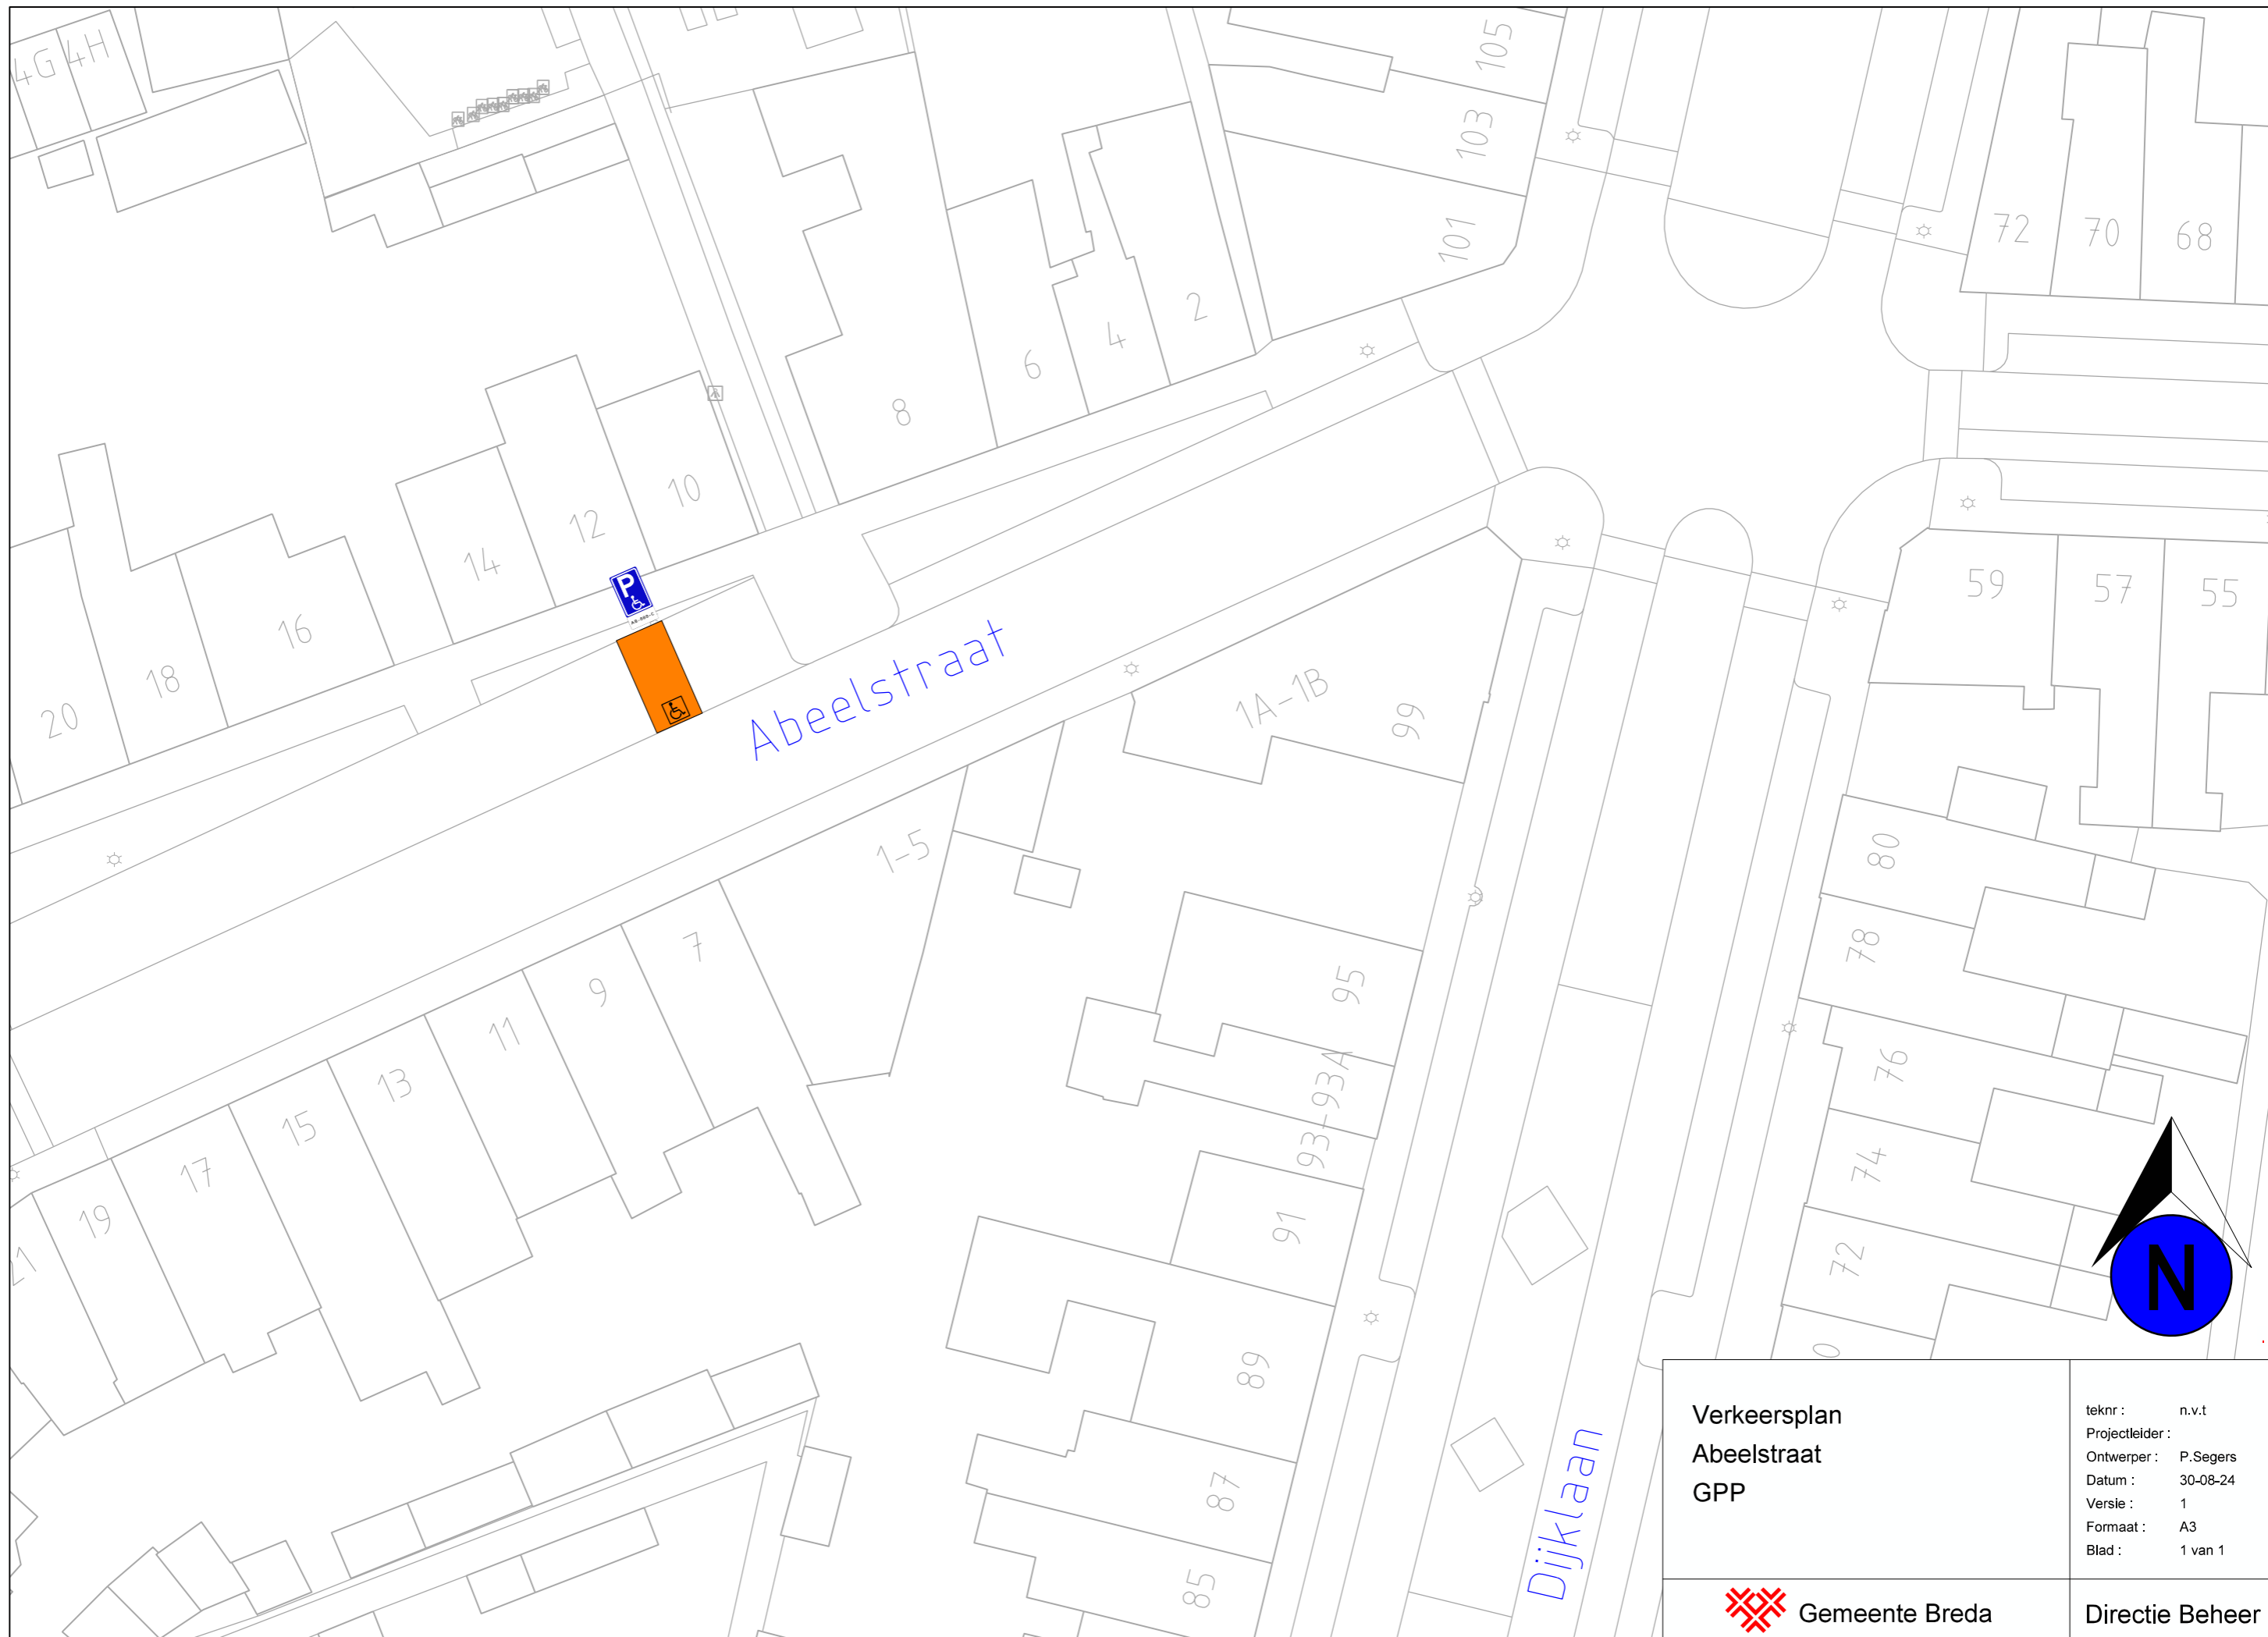 4G 4H
105
103
101
72 70 68
2
4
6
8
10
12
14
16
18
20
P
Abeelstraat
1A-1B
99
59 57 55
1-5
7
9
11
13
15
17
19
21
95
93-93A
91
89
87
85
80
78
76
74
72
0
Dijklaan
N
Verkeersplan
Abeelstraat
GPP
teknr : n.v.t
Projectleider :
Ontwerper : P.Segers
Datum : 30-08-24
Versie : 1
Formaat : A3
Blad : 1 van 1
Gemeente Breda
Directie Beheer